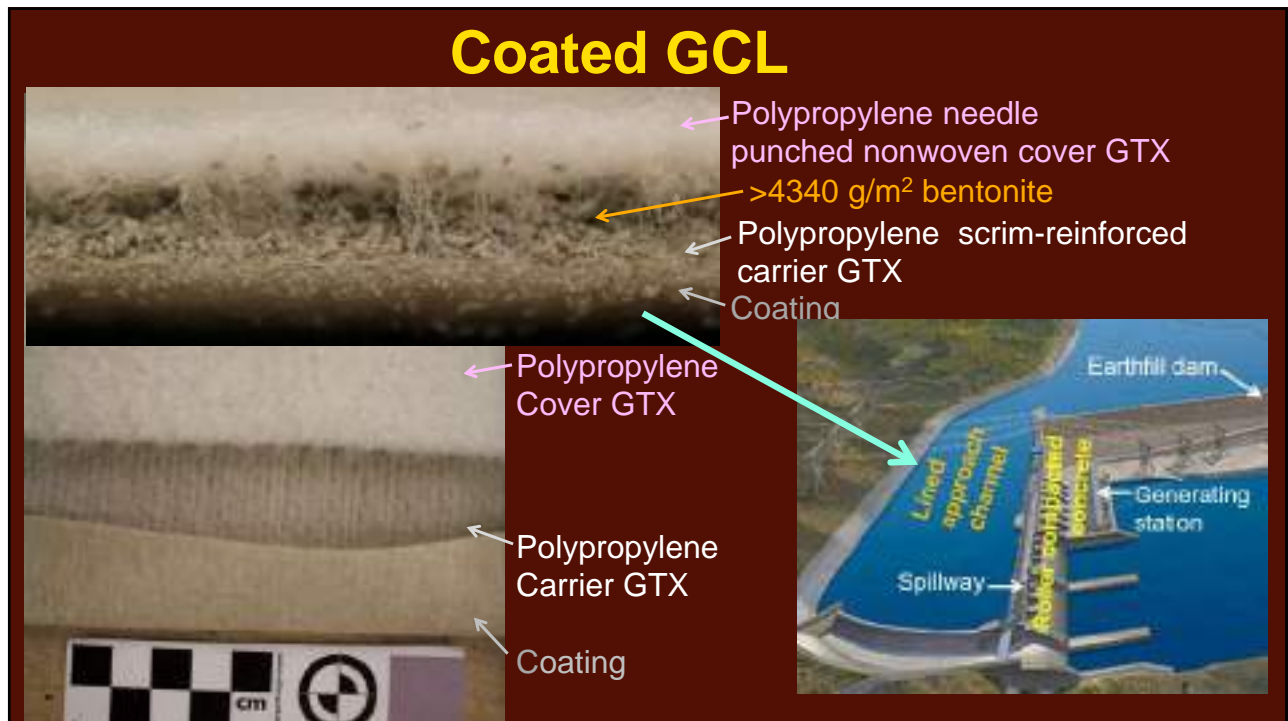 Coated GCL
Polypropylene needle
punched nonwoven cover GTX
>4340 g/m² bentonite
Polypropylene scrim-reinforced
carrier GTX
Coating
Polypropylene
Cover GTX
Polypropylene
Carrier GTX
Coating
cm
Earthfill dam
Lined
approach
channel
Roller compacted
concrete
Generating
station
Spillway